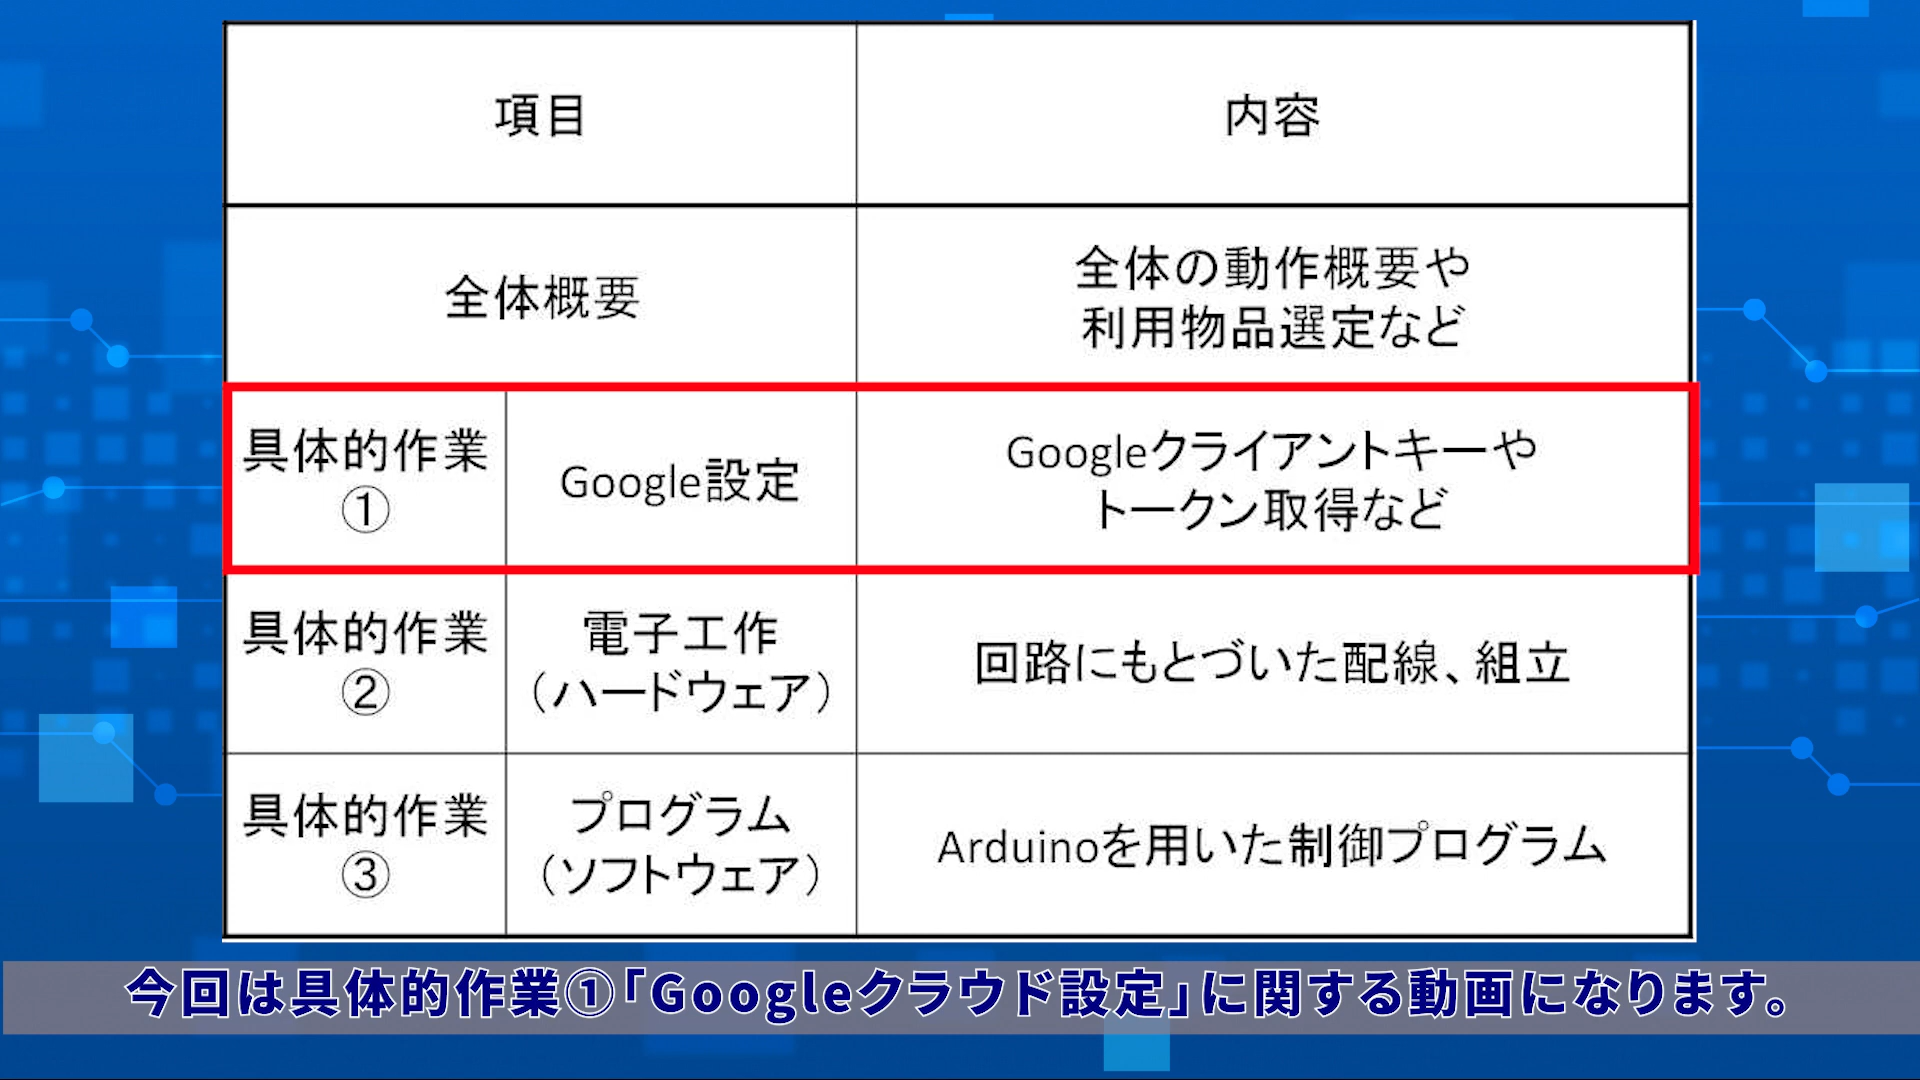 項目
内容
全体概要
全体の動作概要や
利用物品選定など
具体的作業
①
Google設定
Googleクライアントキーや
トークン取得など
具体的作業
②
電子工作
（ハードウェア）
回路にもとづいた配線、組立
具体的作業
③
プログラム
（ソフトウェア）
Arduinoを用いた制御プログラム
今回は具体的作業①「Googleクラウド設定」に関する動画になります。